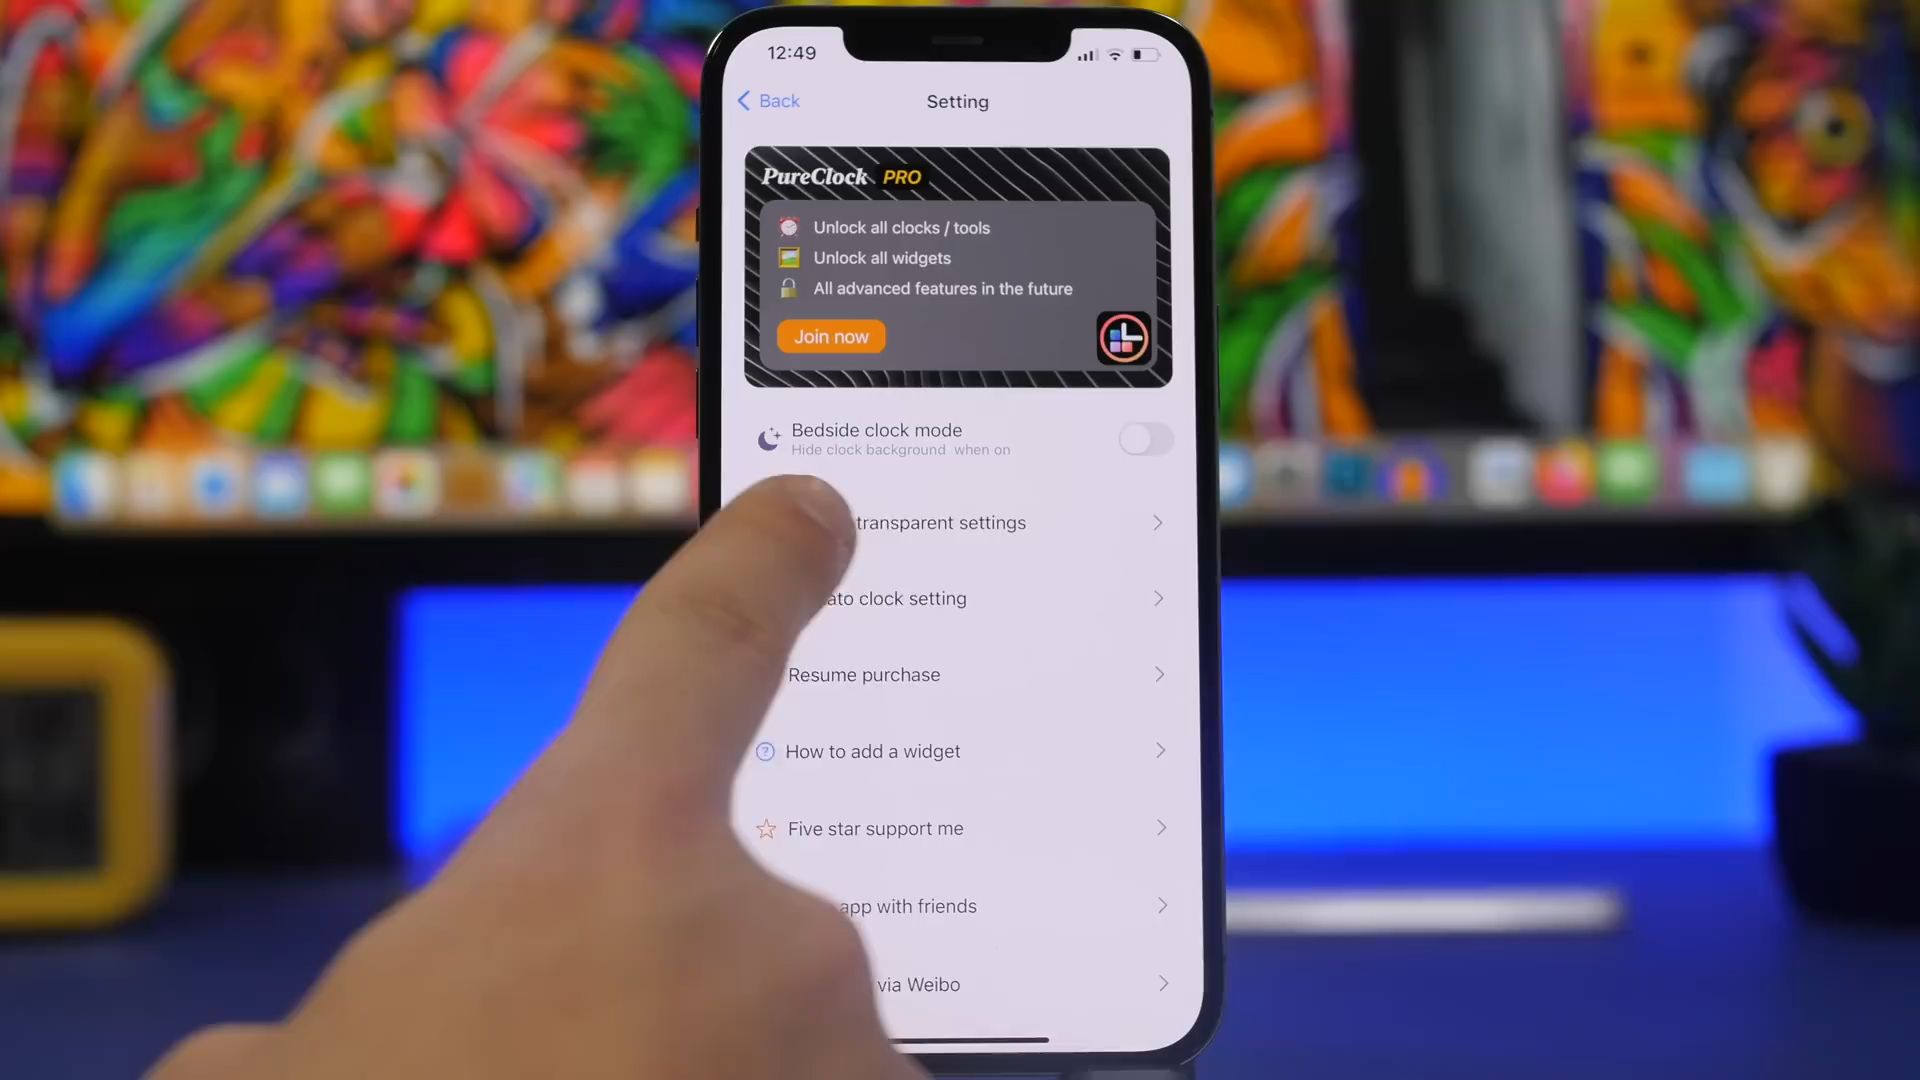 12:49
Back
Setting
PureClock PRO
Unlock all clocks / tools
Unlock all widgets
All advanced features in the future
Join now
Bedside clock mode
Hide clock background when on
transparent settings
clock setting
Resume purchase
How to add a widget
Five star support me
app with friends
via Weibo